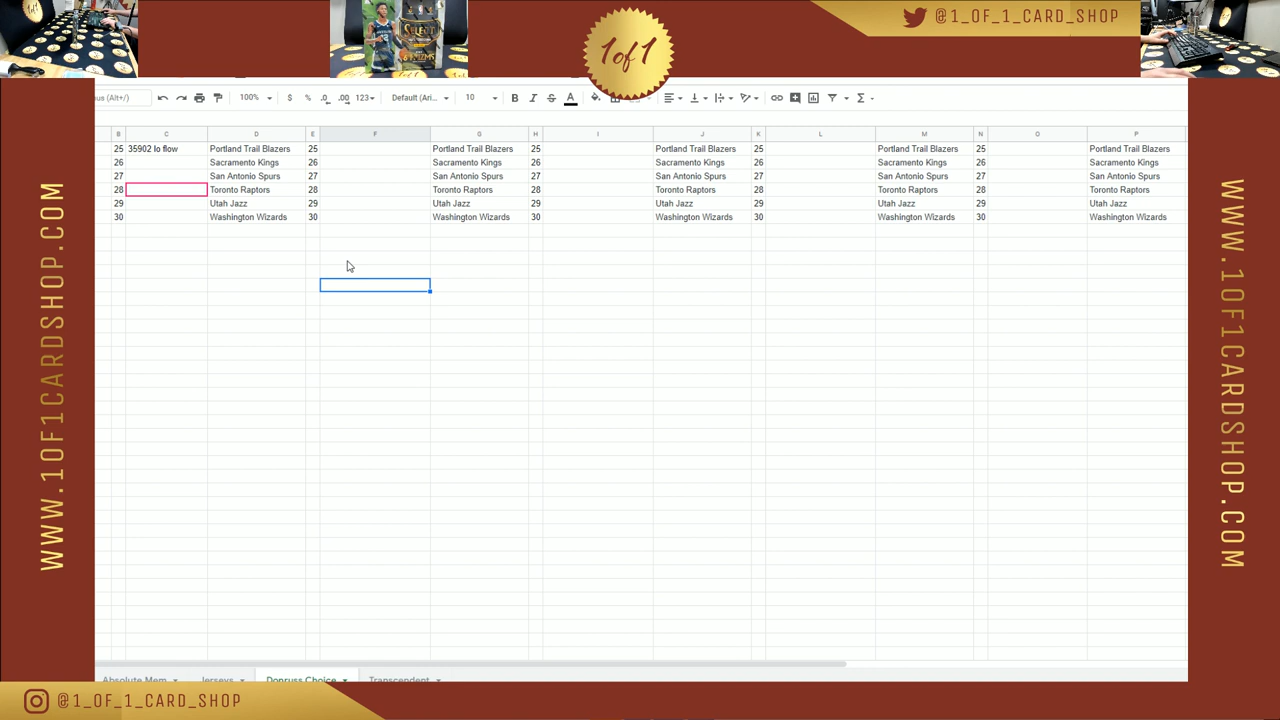 1of1
@1_OF_1_CARD_SHOP
SELECT
WWW.1OF1CARDSHOP.COM
100% $ % .0 .00 123 Default (Ari... 10 B I S A Σ
B C D E F G H I J K L M N O P
25 35902 lo flow Portland Trail Blazers 25 Portland Trail Blazers 25 Portland Trail Blazers 25 Portland Trail Blazers 25 Portland Trail Blazers
26 Sacramento Kings 26 Sacramento Kings 26 Sacramento Kings 26 Sacramento Kings 26 Sacramento Kings
27 San Antonio Spurs 27 San Antonio Spurs 27 San Antonio Spurs 27 San Antonio Spurs 27 San Antonio Spurs
28 Toronto Raptors 28 Toronto Raptors 28 Toronto Raptors 28 Toronto Raptors 28 Toronto Raptors
29 Utah Jazz 29 Utah Jazz 29 Utah Jazz 29 Utah Jazz 29 Utah Jazz
30 Washington Wizards 30 Washington Wizards 30 Washington Wizards 30 Washington Wizards 30 Washington Wizards
Absolute Mem Jerseys Donruss Choice Transcendent
WWW.1OF1CARDSHOP.COM
@1_OF_1_CARD_SHOP